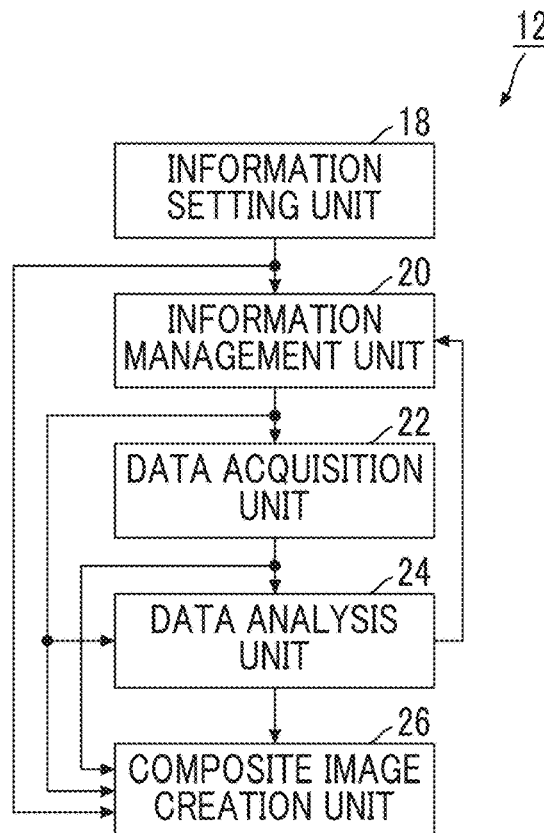 12
18
INFORMATION
SETTING UNIT
20
INFORMATION
MANAGEMENT UNIT
22
DATA ACQUISITION
UNIT
24
DATA ANALYSIS
UNIT
26
COMPOSITE IMAGE
CREATION UNIT